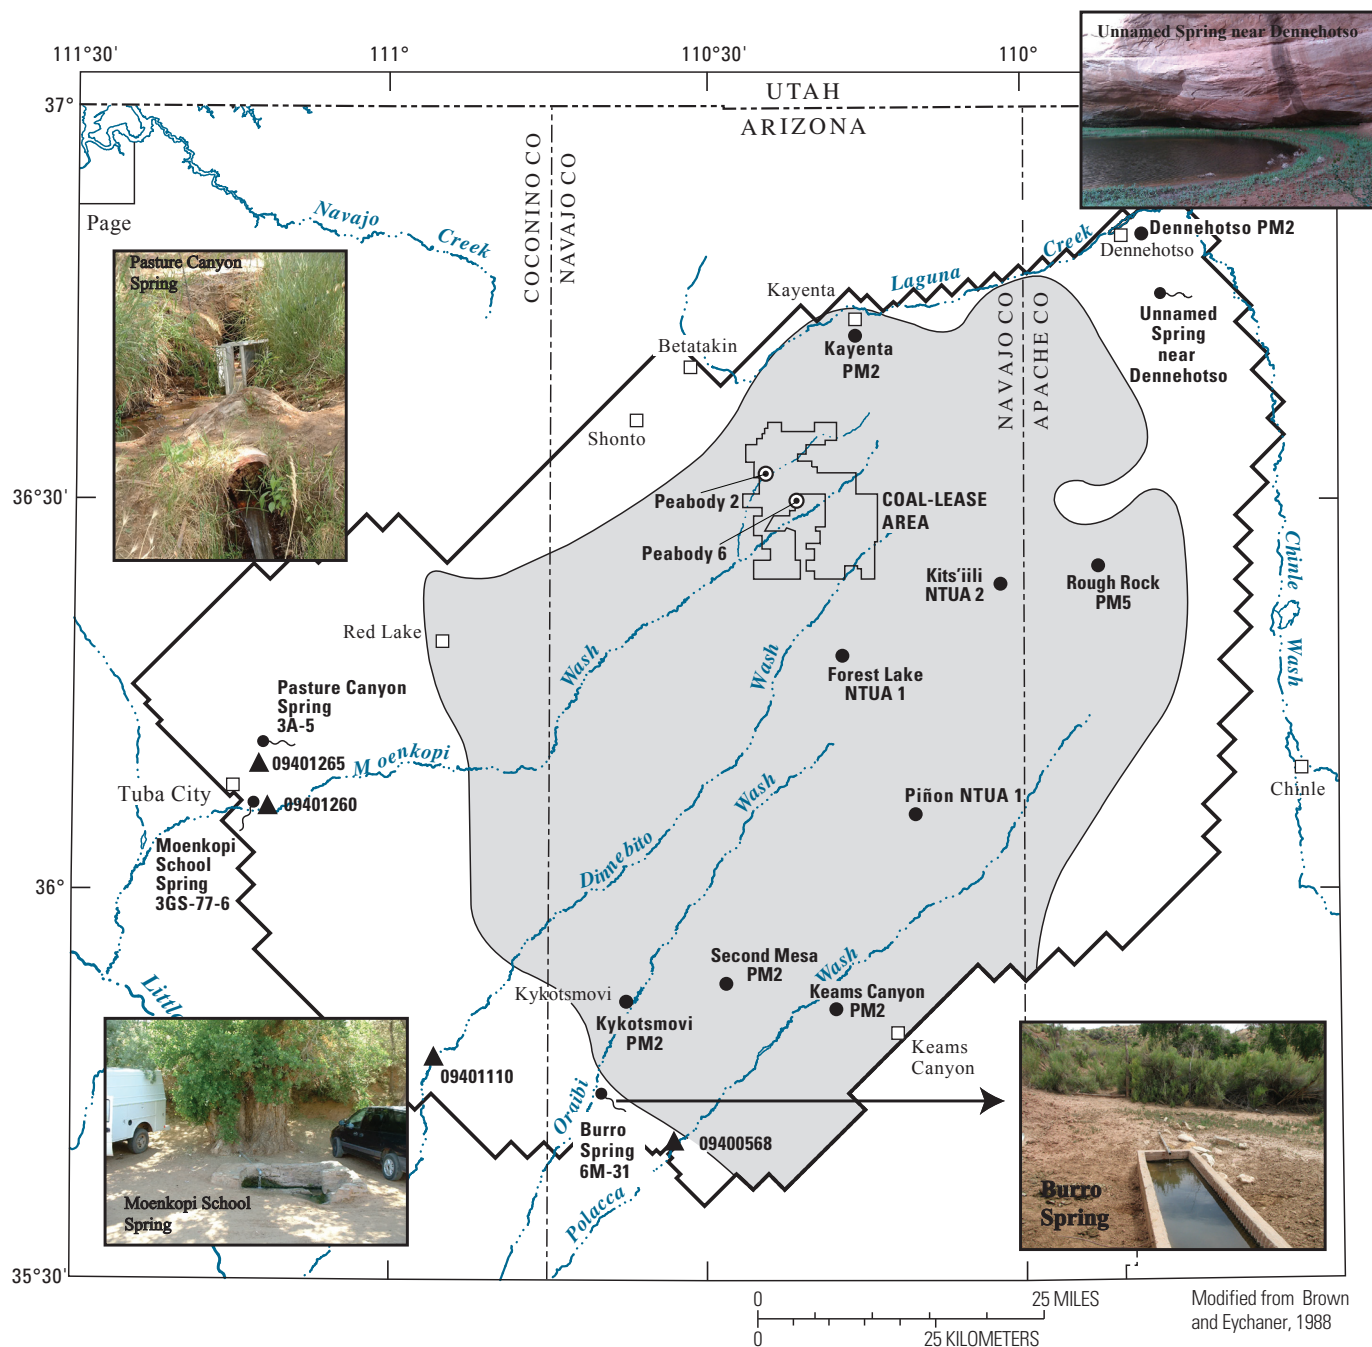 111°30'
111°
110°30'
110°
Unnamed Spring near Dennehotso
37°
UTAH
ARIZONA
COCONINO CO
NAVAJO CO
Page
Navajo
Creek
Pasture Canyon
Spring
Laguna
Creek
Dennehotso PM2
Dennehotso
Kayenta
Kayenta
PM2
Betatakin
Shonto
Unnamed
Spring
near
Dennehotso
NAVAJO CO
APACHE CO
36°30'
Peabody 2
Peabody 6
COAL-LEASE
AREA
Kits'iili
NTUA 2
Rough Rock
PM5
Chinle Wash
Red Lake
Wash
Wash
Forest Lake
NTUA 1
Pasture Canyon
Spring
3A-5
09401265
Moenkopi
Tuba City
09401260
Wash
Piñon NTUA 1
Chinle
Moenkopi
School
Spring
3GS-77-6
36°
Dinnebito
Second Mesa
PM2
Wash
Little
Kykotsmovi
Kykotsmovi
PM2
Keams Canyon
PM2
Keams
Canyon
09401110
Oraibi
Burro
Spring
6M-31
09400568
Polacca
Moenkopi School
Spring
Burro
Spring
35°30'
0
25 MILES
0
25 KILOMETERS
Modified from Brown
and Eychaner, 1988